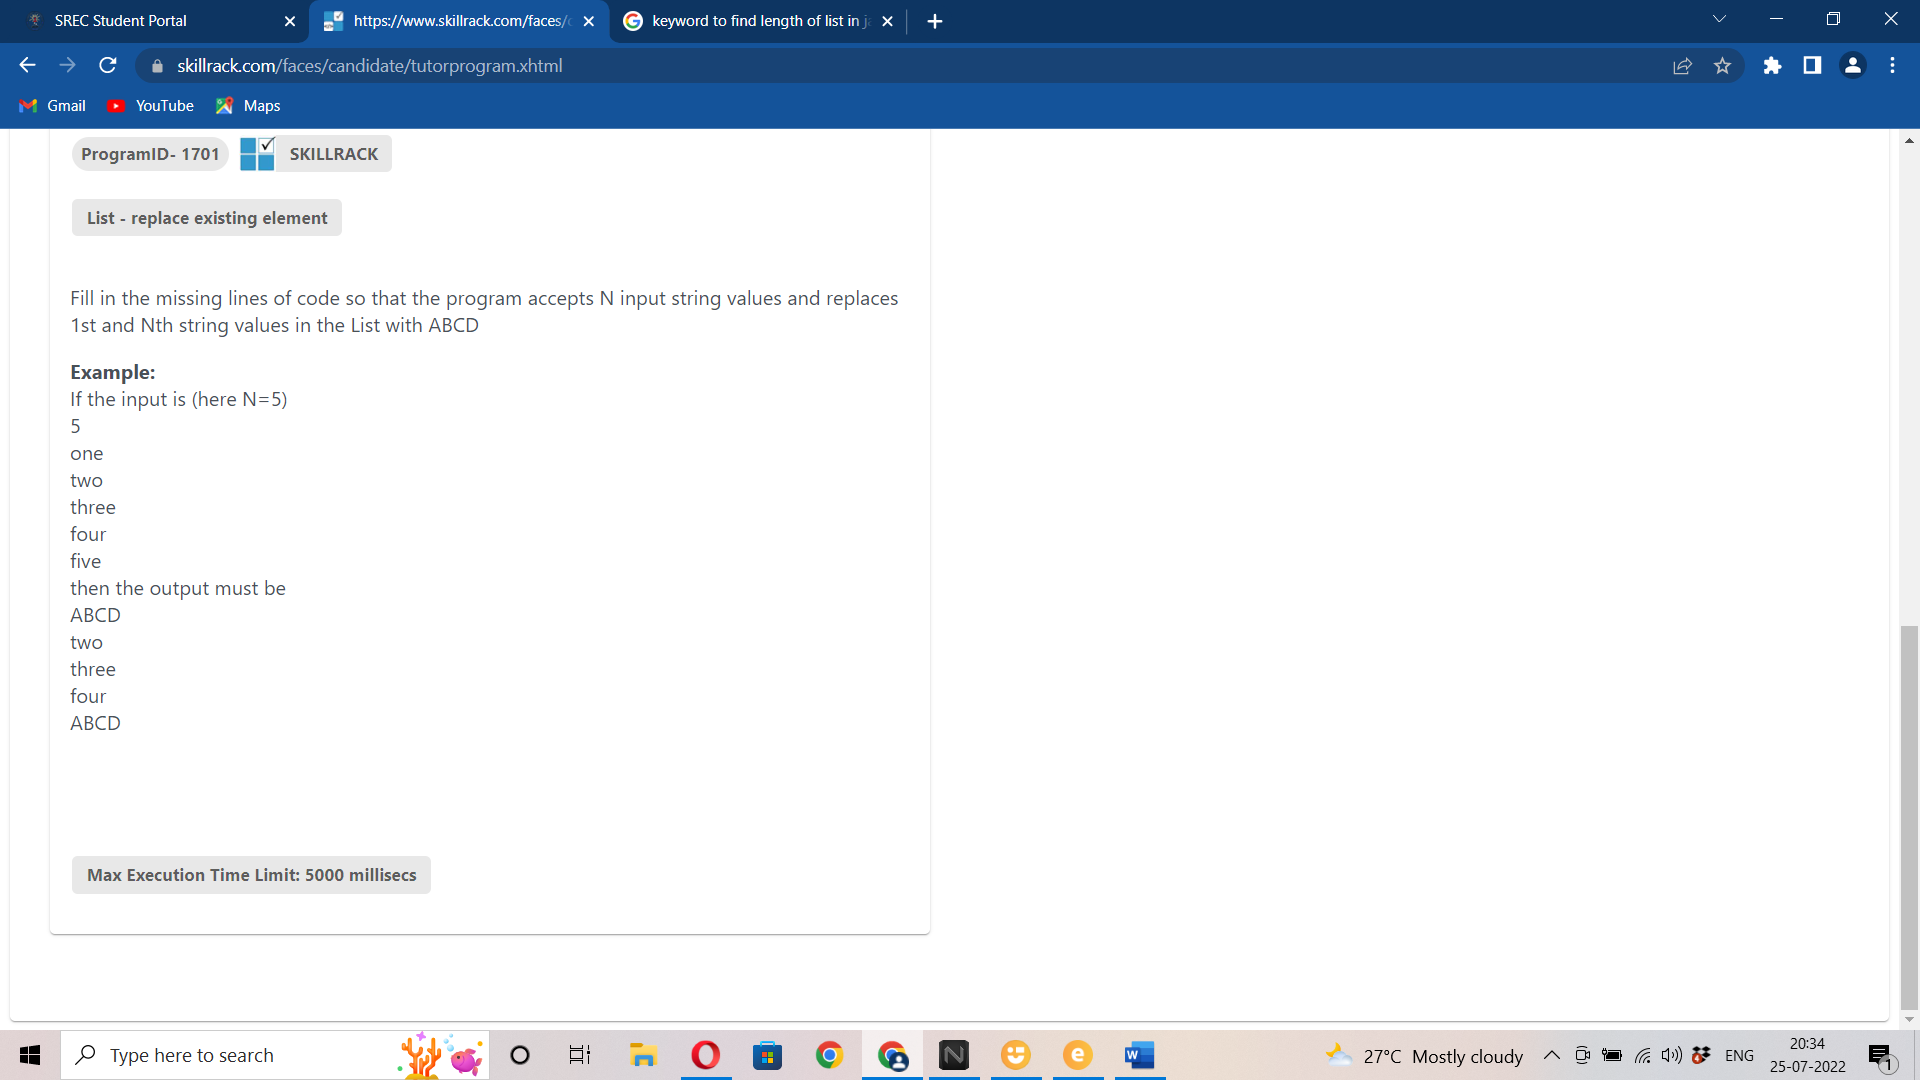 SREC Student Portal
https://www.skillrack.com/faces/
keyword to find length of list in
skillrack.com/faces/candidate/tutorprogram.xhtml
Gmail
YouTube
Maps
ProgramID- 1701
SKILLRACK
List - replace existing element
Fill in the missing lines of code so that the program accepts N input string values and replaces
1st and Nth string values in the List with ABCD
Example:
If the input is (here N=5)
5
one
two
three
four
five
then the output must be
ABCD
two
three
four
ABCD
Max Execution Time Limit: 5000 millisecs
Type here to search
27°C Mostly cloudy
ENG
20:34
25-07-2022
1